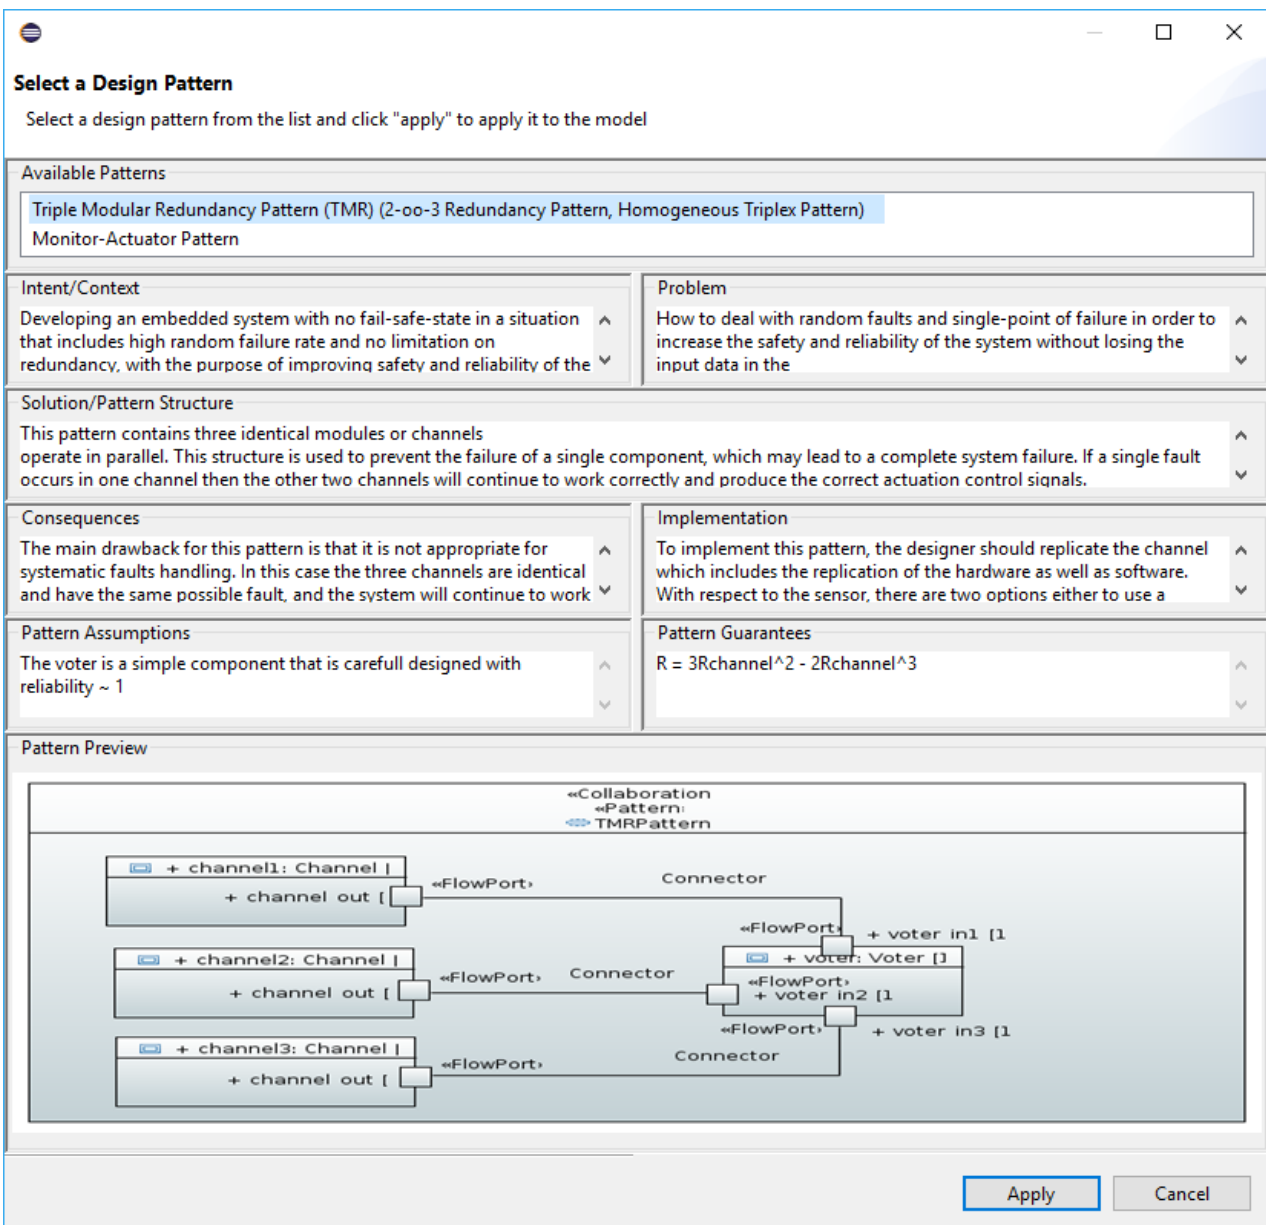 Select a Design Pattern
Select a design pattern from the list and click "apply" to apply it to the model
Available Patterns
Triple Modular Redundancy Pattern (TMR) (2-oo-3 Redundancy Pattern, Homogeneous Triplex Pattern)
Monitor-Actuator Pattern
Intent/Context
Developing an embedded system with no fail-safe-state in a situation
that includes high random failure rate and no limitation on
redundancy, with the purpose of improving safety and reliability of the
Problem
How to deal with random faults and single-point of failure in order to
increase the safety and reliability of the system without losing the
input data in the
Solution/Pattern Structure
This pattern contains three identical modules or channels
operate in parallel. This structure is used to prevent the failure of a single component, which may lead to a complete system failure. If a single fault
occurs in one channel then the other two channels will continue to work correctly and produce the correct actuation control signals.
Consequences
The main drawback for this pattern is that it is not appropriate for
systematic faults handling. In this case the three channels are identical
and have the same possible fault, and the system will continue to work
Implementation
To implement this pattern, the designer should replicate the channel
which includes the replication of the hardware as well as software.
With respect to the sensor, there are two options either to use a
Pattern Assumptions
The voter is a simple component that is carefull designed with
reliability ~ 1
Pattern Guarantees
R = 3Rchannel^2 - 2Rchannel^3
Pattern Preview
«Collaboration
«Pattern›
TMRPattern
+ channel1: Channel [
+ channel out [
«FlowPort›
Connector
«FlowPort›
+ voter in1 [1
+ channel2: Channel [
+ channel out [
«FlowPort›
Connector
+ voter: Voter []
«FlowPort›
+ voter in2 [1
«FlowPort›
+ voter in3 [1
+ channel3: Channel [
+ channel out [
«FlowPort›
Connector
Apply
Cancel